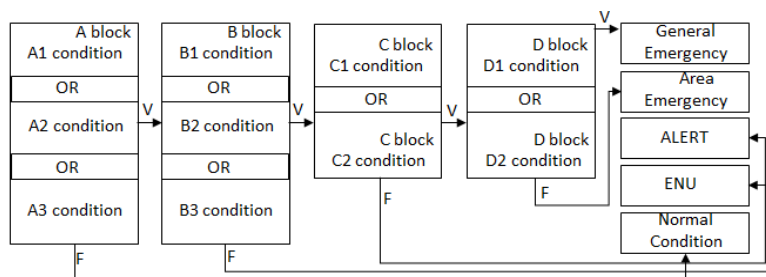 A block
A1 condition
OR
A2 condition
OR
A3 condition
F
V
B block
B1 condition
OR
B2 condition
OR
B3 condition
F
V
C block
C1 condition
OR
C block
C2 condition
F
V
D block
D1 condition
OR
D block
D2 condition
F
V
General
Emergency
Area
Emergency
ALERT
ENU
Normal
Condition